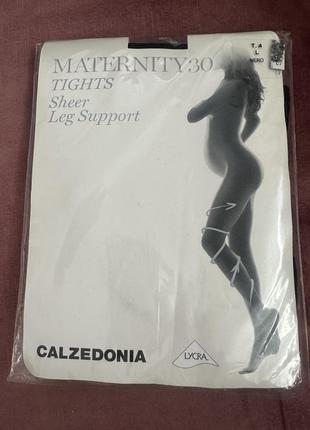 MATERNITY30
TIGHTS
Sheer
Leg Support
T. 4
L
NERO
CALZEDONIA
LYCRA